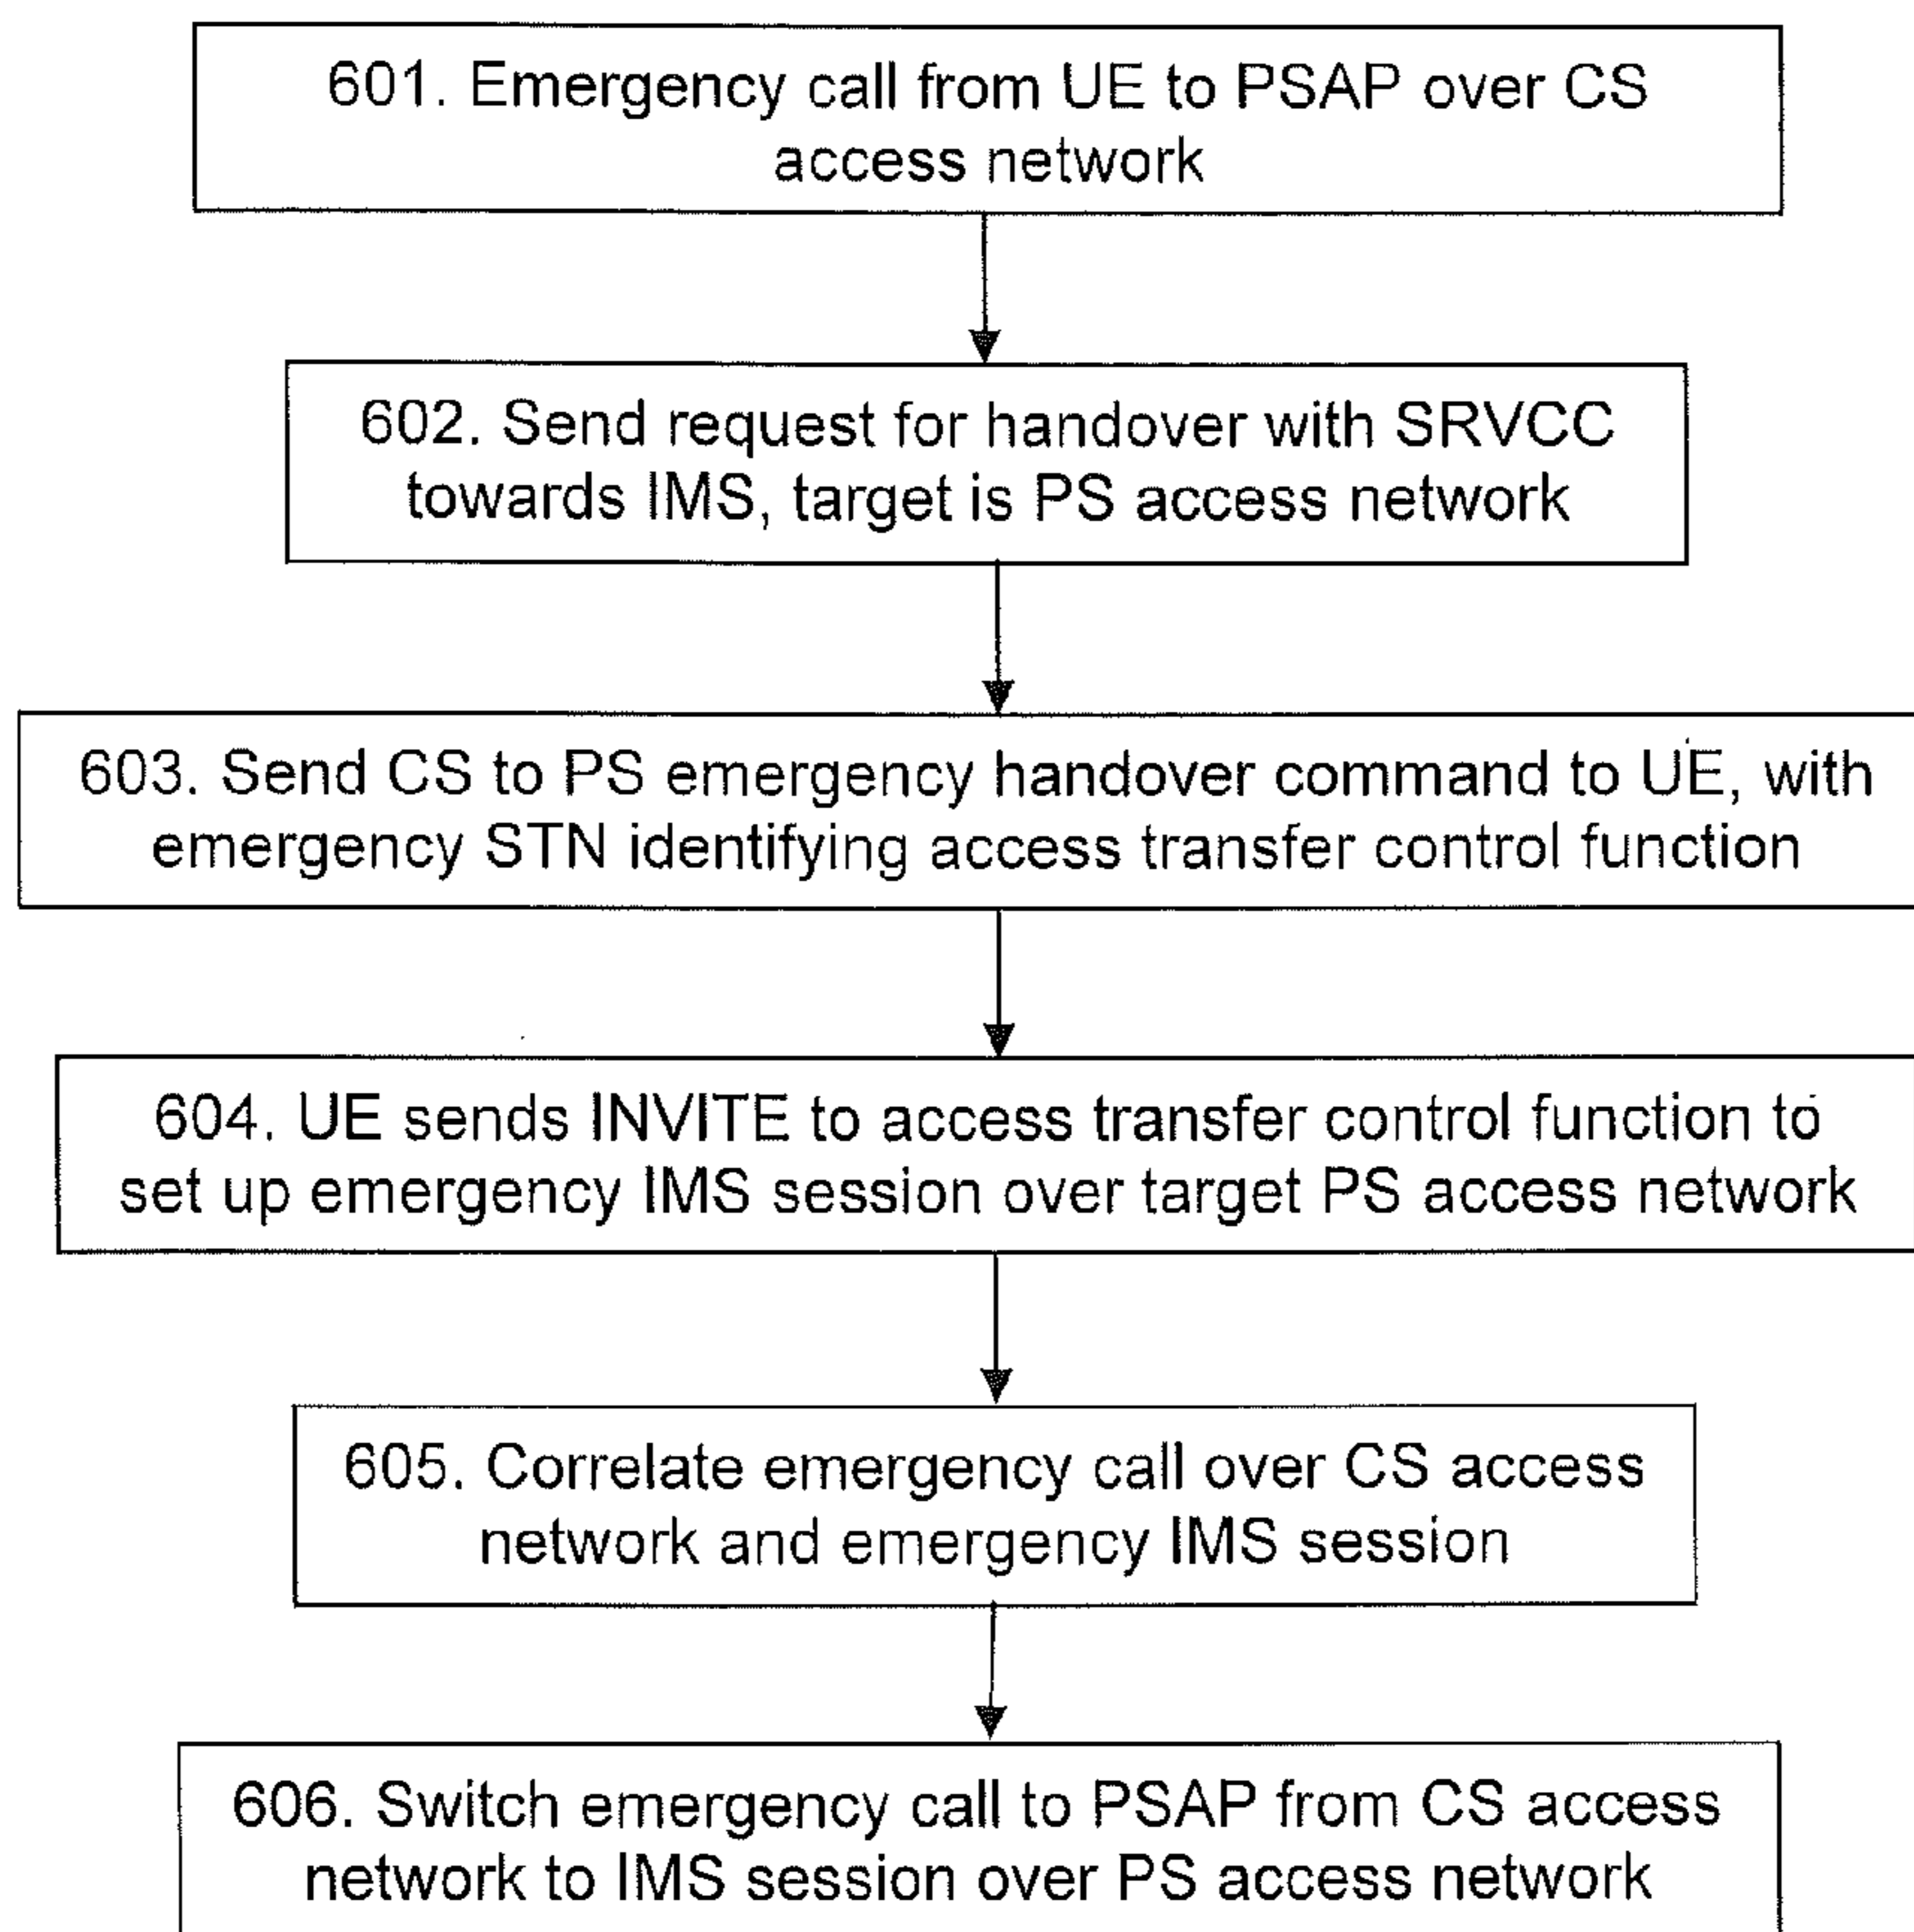 601. Emergency call from UE to PSAP over CS
access network
602. Send request for handover with SRVCC
towards IMS, target is PS access network
603. Send CS to PS emergency handover command to UE, with
emergency STN identifying access transfer control function
604. UE sends INVITE to access transfer control function to
set up emergency IMS session over target PS access network
605. Correlate emergency call over CS access
network and emergency IMS session
606. Switch emergency call to PSAP from CS access
network to IMS session over PS access network